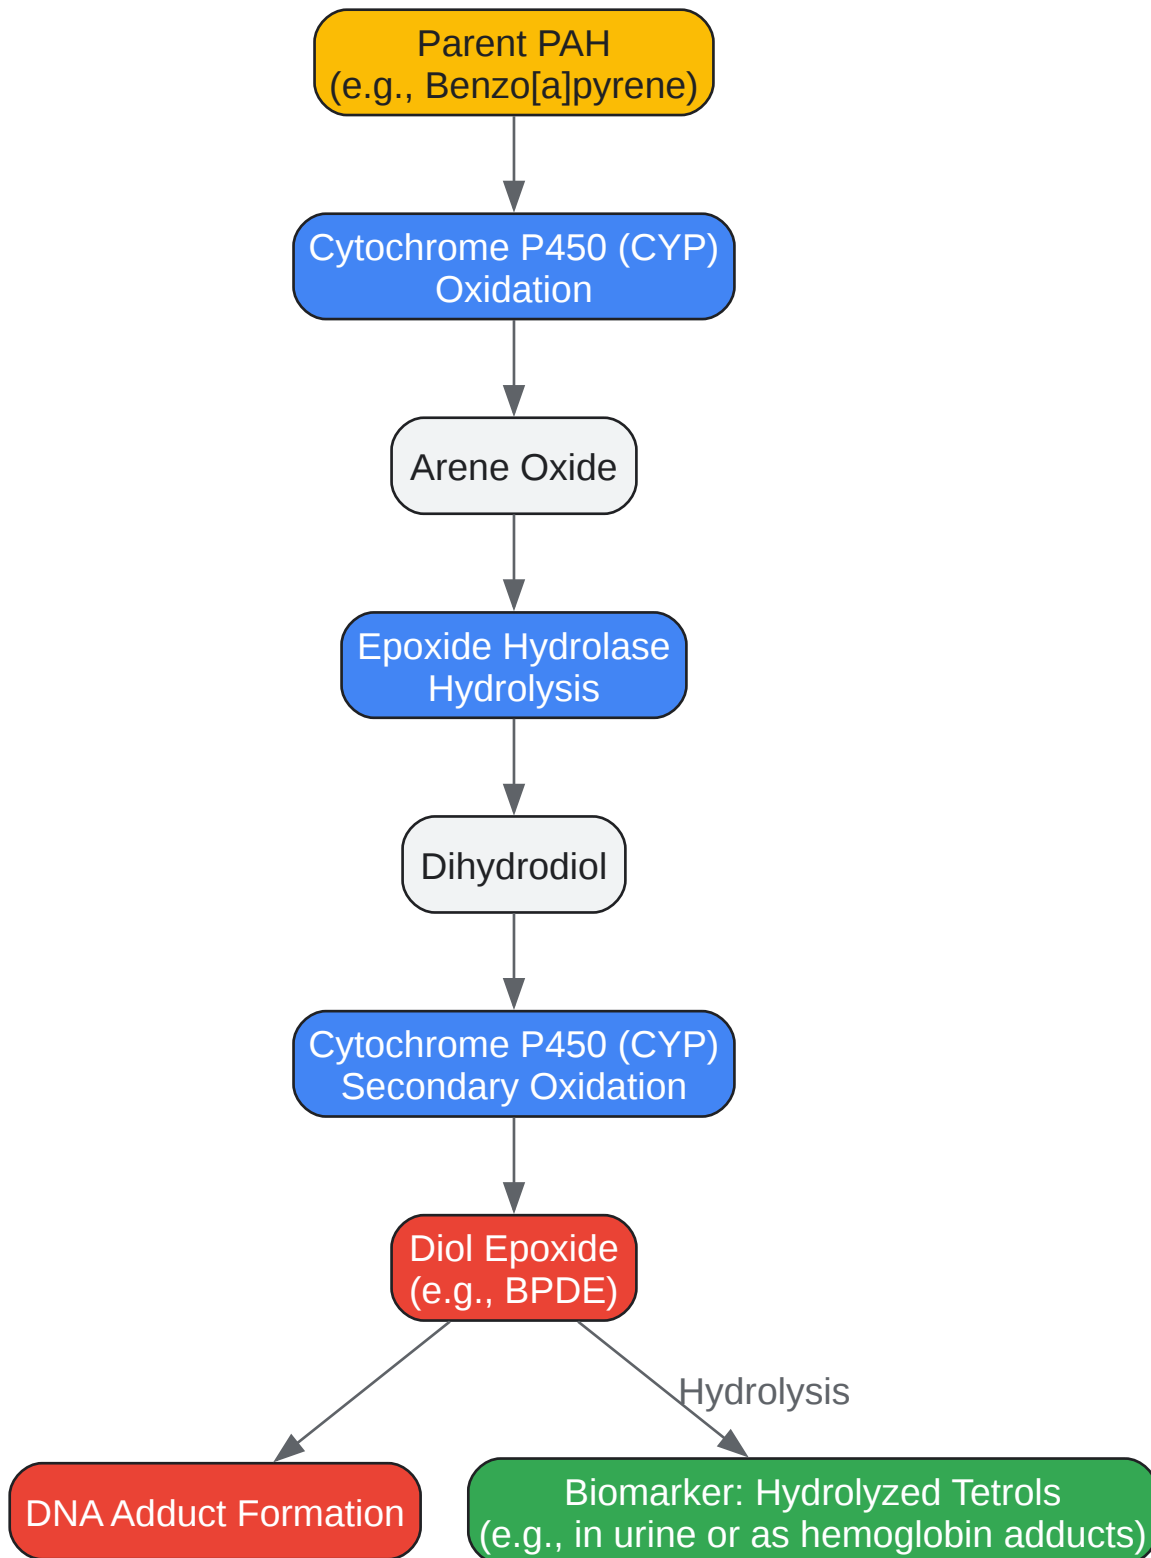 Parent PAH
(e.g., Benzo[a]pyrene)
Cytochrome P450 (CYP)
Oxidation
Arene Oxide
Epoxide Hydrolase
Hydrolysis
Dihydrodiol
Cytochrome P450 (CYP)
Secondary Oxidation
Diol Epoxide
(e.g., BPDE)
Hydrolysis
DNA Adduct Formation
Biomarker: Hydrolyzed Tetrols
(e.g., in urine or as hemoglobin adducts)